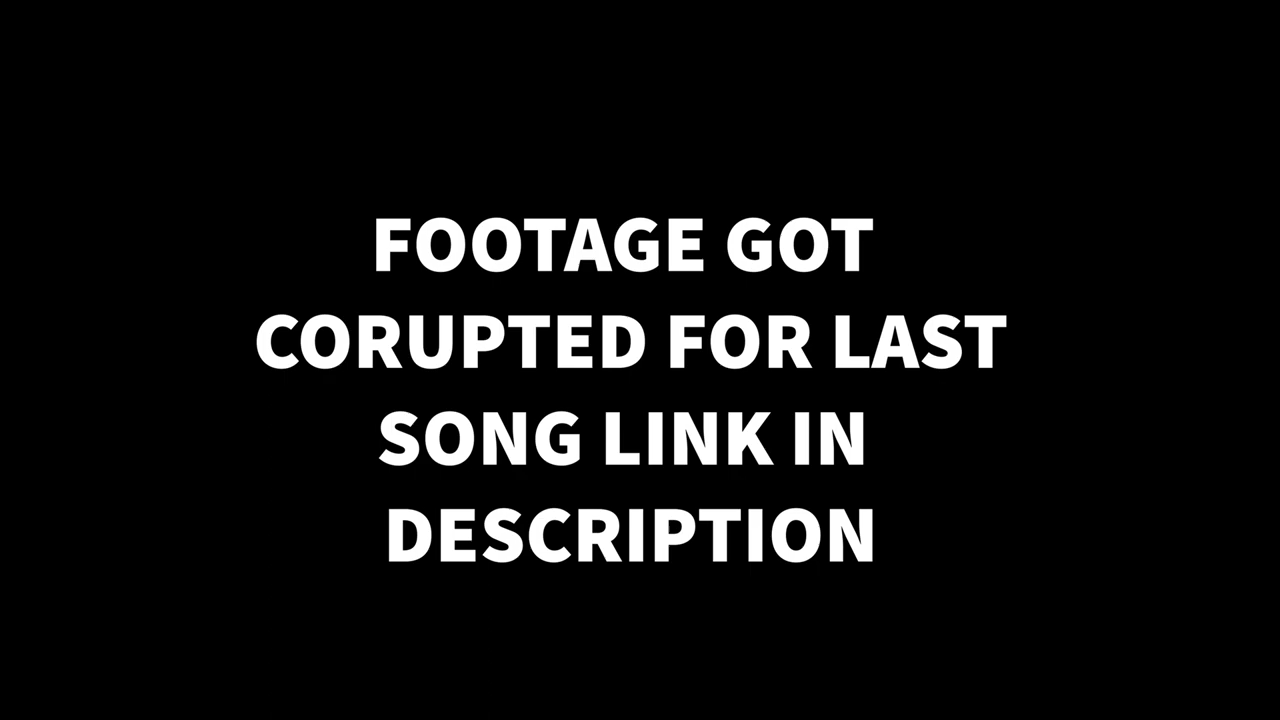 FOOTAGE GOT
CORUPTED FOR LAST
SONG LINK IN
DESCRIPTION